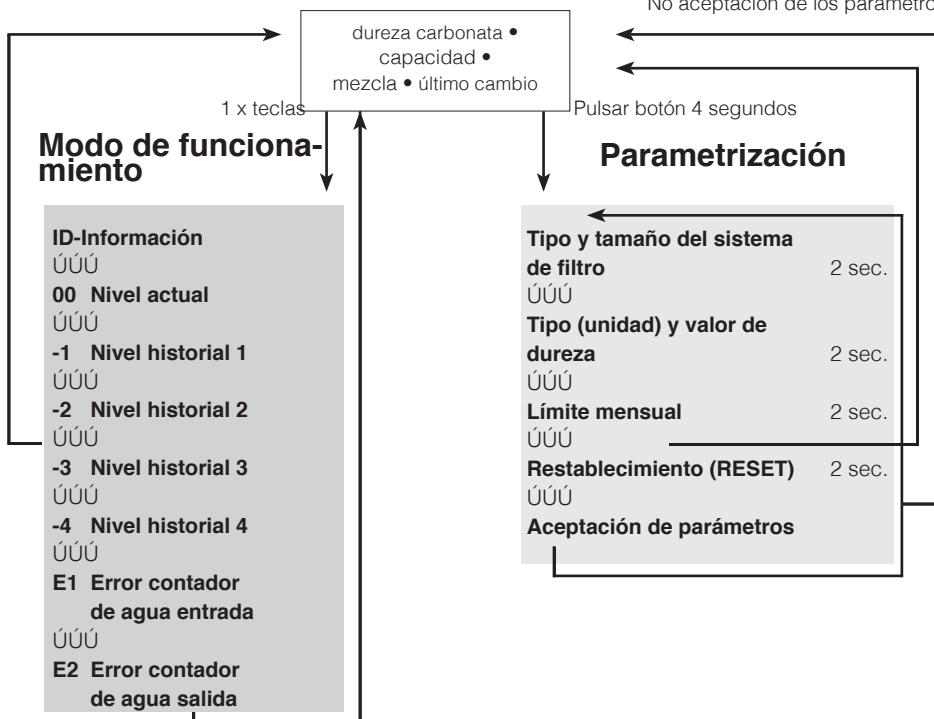 No aceptación de los parámetro
dureza carbonata •
capacidad •
mezcla • último cambio
1 x teclas
Pulsar botón 4 segundos
Modo de funciona-
miento
Parametrización
ID-Información
ÚÚÚ
00 Nivel actual
ÚÚÚ
-1 Nivel historial 1
ÚÚÚ
-2 Nivel historial 2
ÚÚÚ
-3 Nivel historial 3
ÚÚÚ
-4 Nivel historial 4
ÚÚÚ
E1 Error contador
de agua entrada
ÚÚÚ
E2 Error contador
de agua salida
Tipo y tamaño del sistema
de filtro 2 sec.
ÚÚÚ
Tipo (unidad) y valor de
dureza 2 sec.
ÚÚÚ
Límite mensual 2 sec.
ÚÚÚ
Restablecimiento (RESET) 2 sec.
ÚÚÚ
Aceptación de parámetros